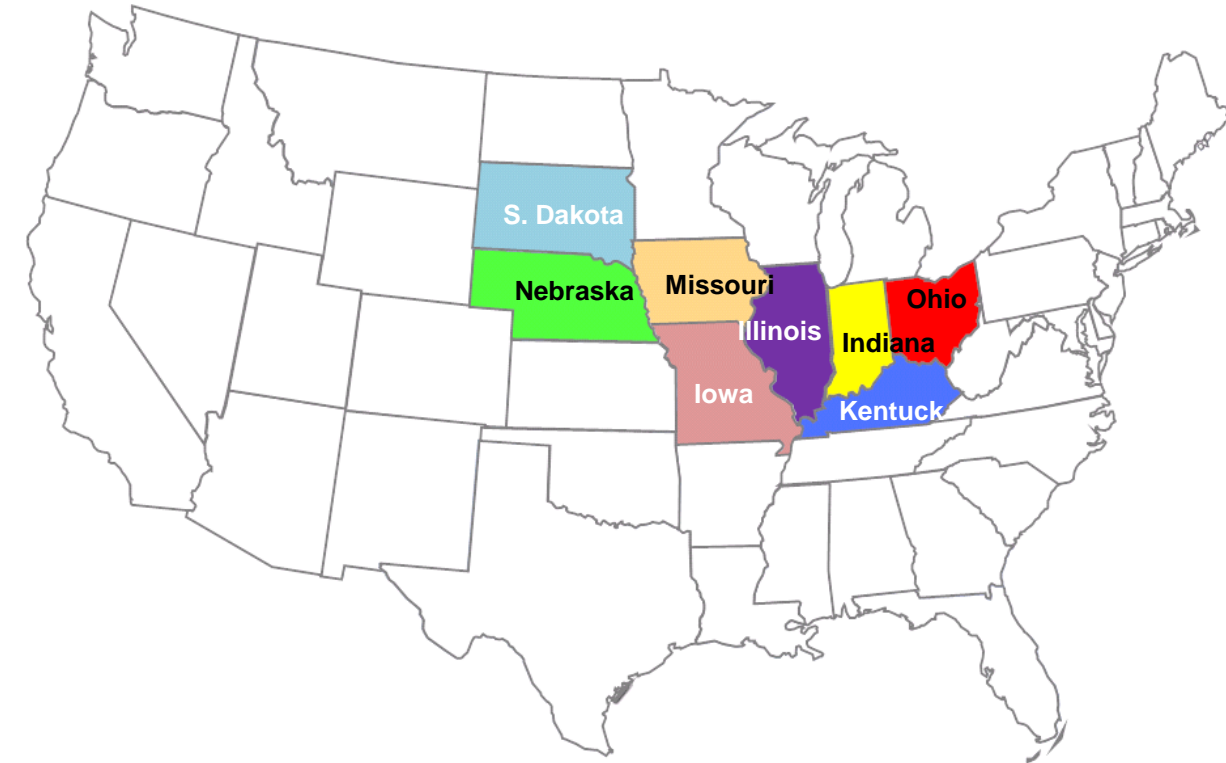 S. Dakota
Nebraska
Missouri
Ohio
Illinois
Indiana
Iowa
Kentuck